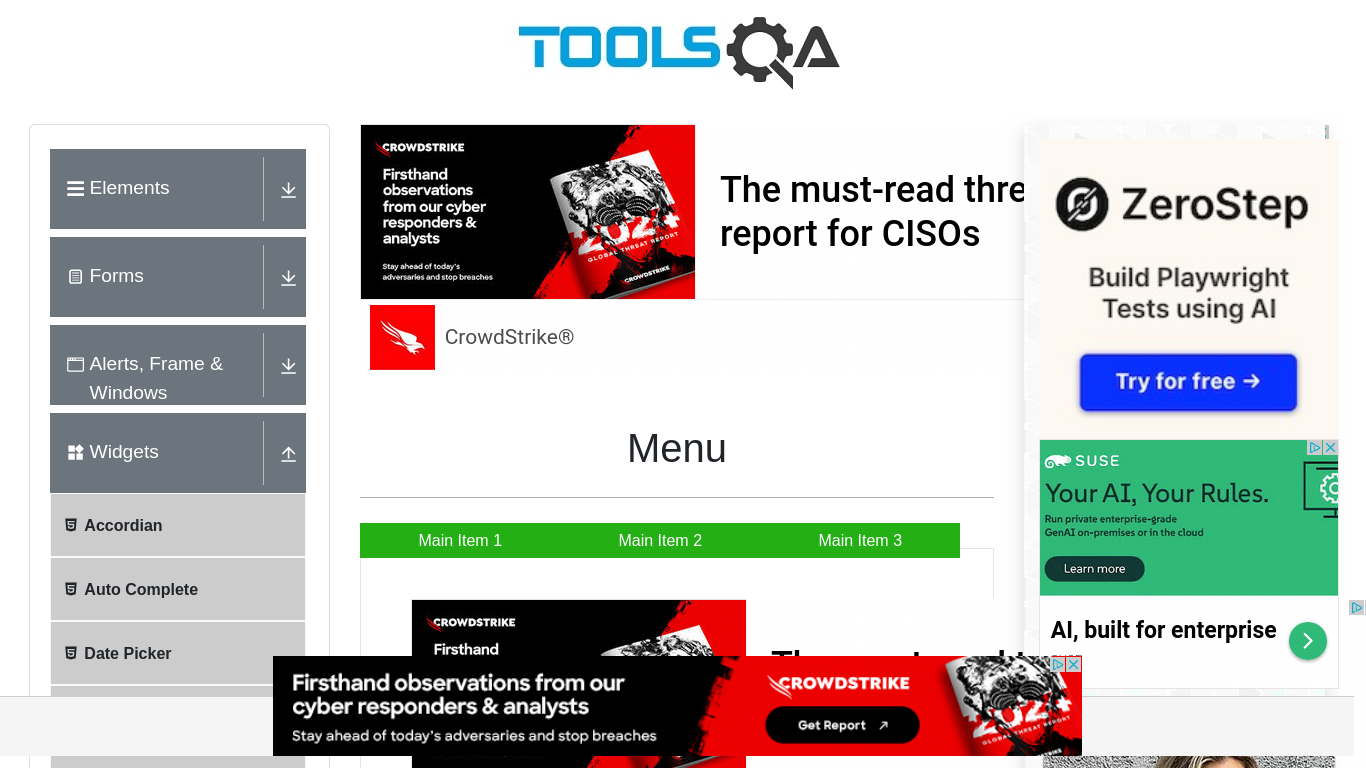 TOOLSQA
Elements
Forms
Alerts, Frame &
Windows
Widgets
Accordian
Auto Complete
Date Picker
CROWDSTRIKE
Firsthand
observations
from our cyber
responders &
analysts
Stay ahead of today's
adversaries and stop breaches
2024
GLOBAL THREAT REPORT
CROWDSTRIKE
The must-read thre
report for CISOs
CrowdStrike®
Menu
Main Item 1
Main Item 2
Main Item 3
CROWDSTRIKE
Firsthand
ZeroStep
Build Playwright
Tests using AI
Try for free →
SUSE
Your AI, Your Rules.
Run private enterprise-grade
GenAI on-premises or in the cloud
Learn more
AI, built for enterprise
Firsthand observations from our
cyber responders & analysts
Stay ahead of today's adversaries and stop breaches
CROWDSTRIKE
Get Report
2024
GLOBAL THREAT REPORT